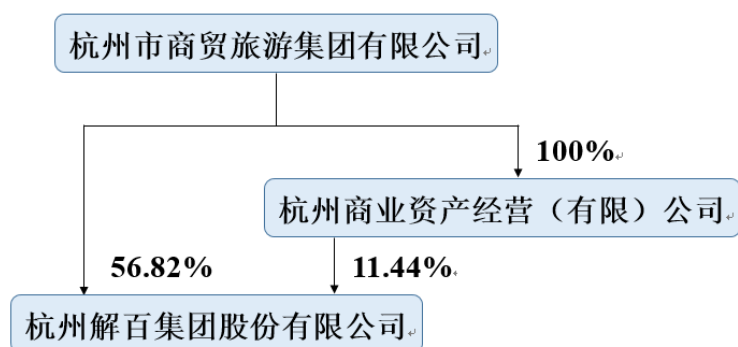 杭州市商贸旅游集团有限公司
100%
杭州商业资产经营（有限）公司
56.82%
11.44%
杭州解百集团股份有限公司